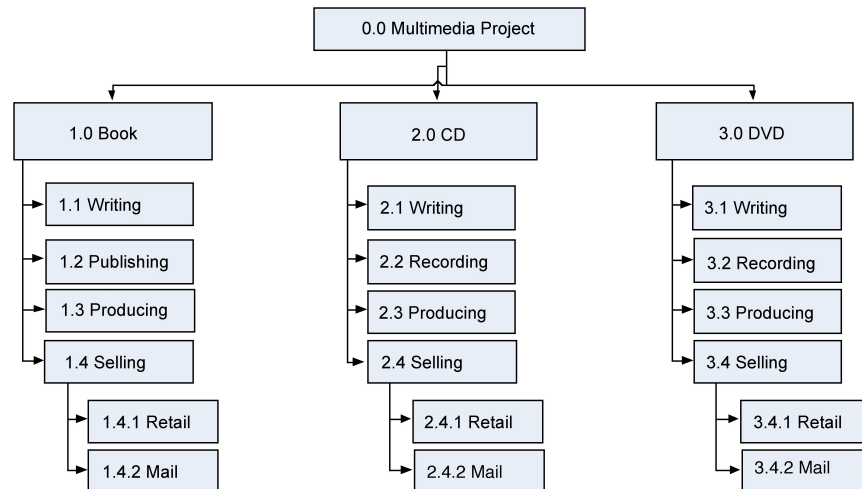 0.0 Multimedia Project
1.0 Book
2.0 CD
3.0 DVD
1.1 Writing
2.1 Writing
3.1 Writing
1.2 Publishing
2.2 Recording
3.2 Recording
1.3 Producing
2.3 Producing
3.3 Producing
1.4 Selling
2.4 Selling
3.4 Selling
1.4.1 Retail
2.4.1 Retail
3.4.1 Retail
1.4.2 Mail
2.4.2 Mail
3.4.2 Mail